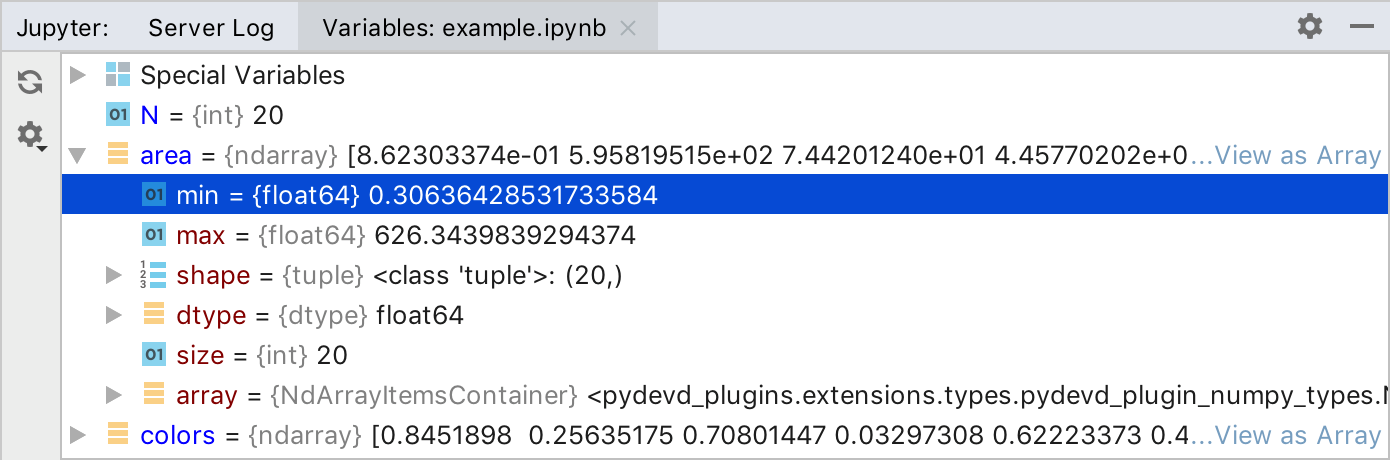 Jupyter: Server Log Variables: example.ipynb
Special Variables
01 N = {int} 20
area = {ndarray} [8.62303374e-01 5.95819515e+02 7.44201240e+01 4.45770202e+0...View as Array
01 min = {float64} 0.30636428531733584
01 max = {float64} 626.3439839294374
1 2 3 shape = {tuple} <class 'tuple'>: (20,)
dtype = {dtype} float64
01 size = {int} 20
array = {NdArrayItemsContainer} <pydevd_plugins.extensions.types.pydevd_plugin_numpy_types.N
colors = {ndarray} [0.8451898 0.25635175 0.70801447 0.03297308 0.62223373 0.4...View as Array